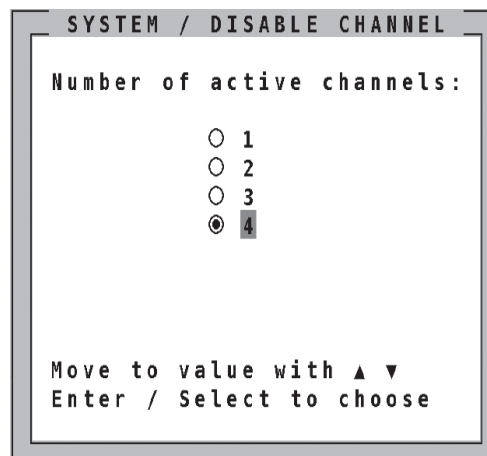 SYSTEM / DISABLE CHANNEL
Number of active channels:
1
2
3
4
Move to value with ▲ ▼
Enter / Select to choose